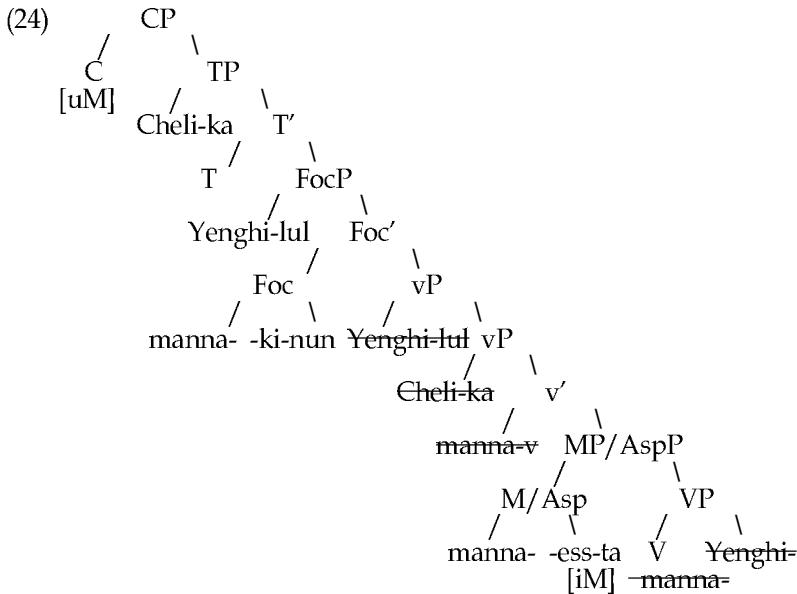 (24) CP
C TP
[uM]
Cheli-ka T’
T FocP
Yenghi-lul Foc’
Foc vP
manna- -ki-nun Yenghi-lul vP
Cheli-ka v’
manna-v MP/AspP
M/Asp VP
manna- -ess-ta V Yenghi-
[iM] manna-